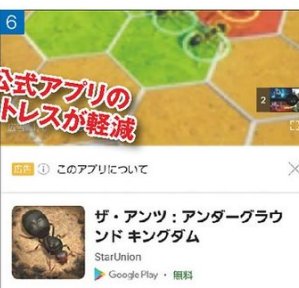 6
公式アプリの
トレスが軽減
2
広告 このアプリについて
ザ・アンツ：アンダーグラウ
ンド キングダム
StarUnion
Google Play ・ 無料